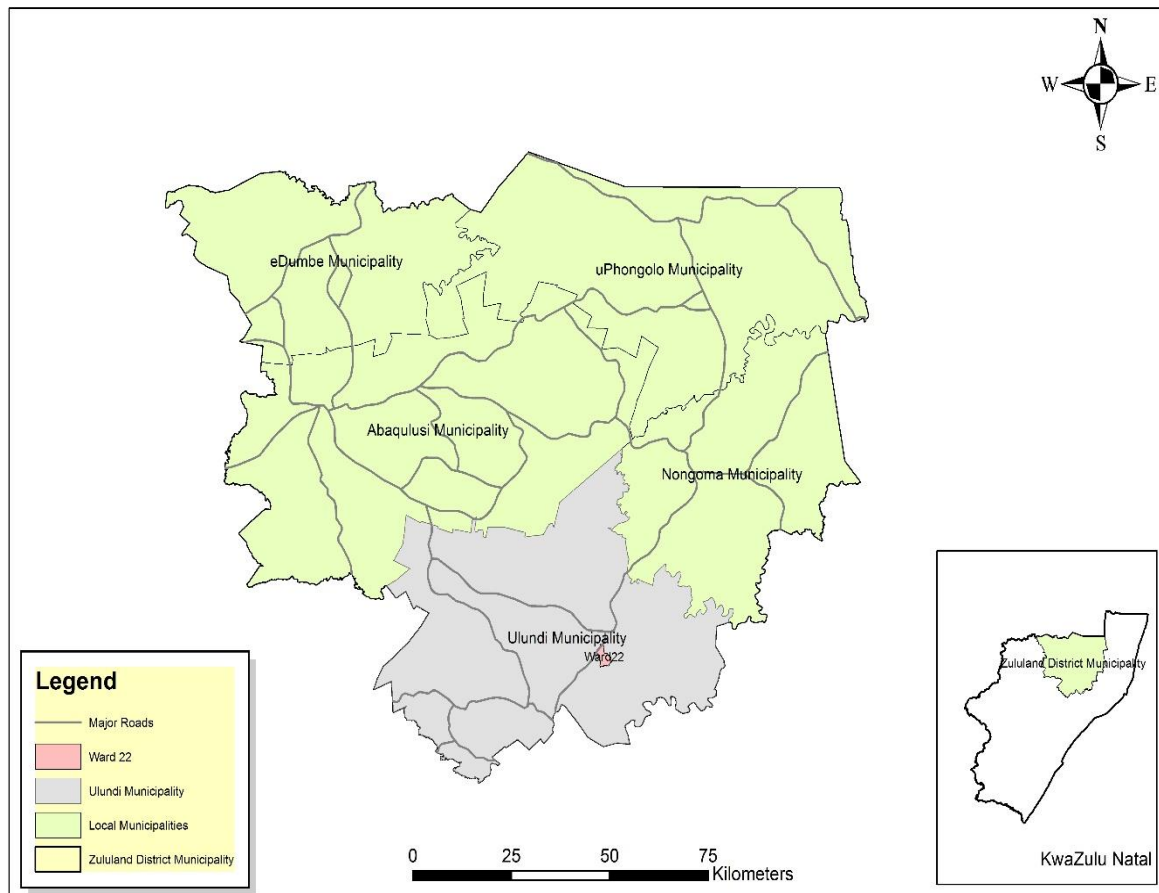 N
W E
S
eDumbe Municipality
uPhongolo Municipality
Abaqulusi Municipality
Nongoma Municipality
Ulundi Municipality
Ward22
Legend
Major Roads
Ward 22
Ulundi Municipality
Local Municipalities
Zululand District Municipality
0 25 50 75
Kilometers
Zululand District Municipality
KwaZulu Natal